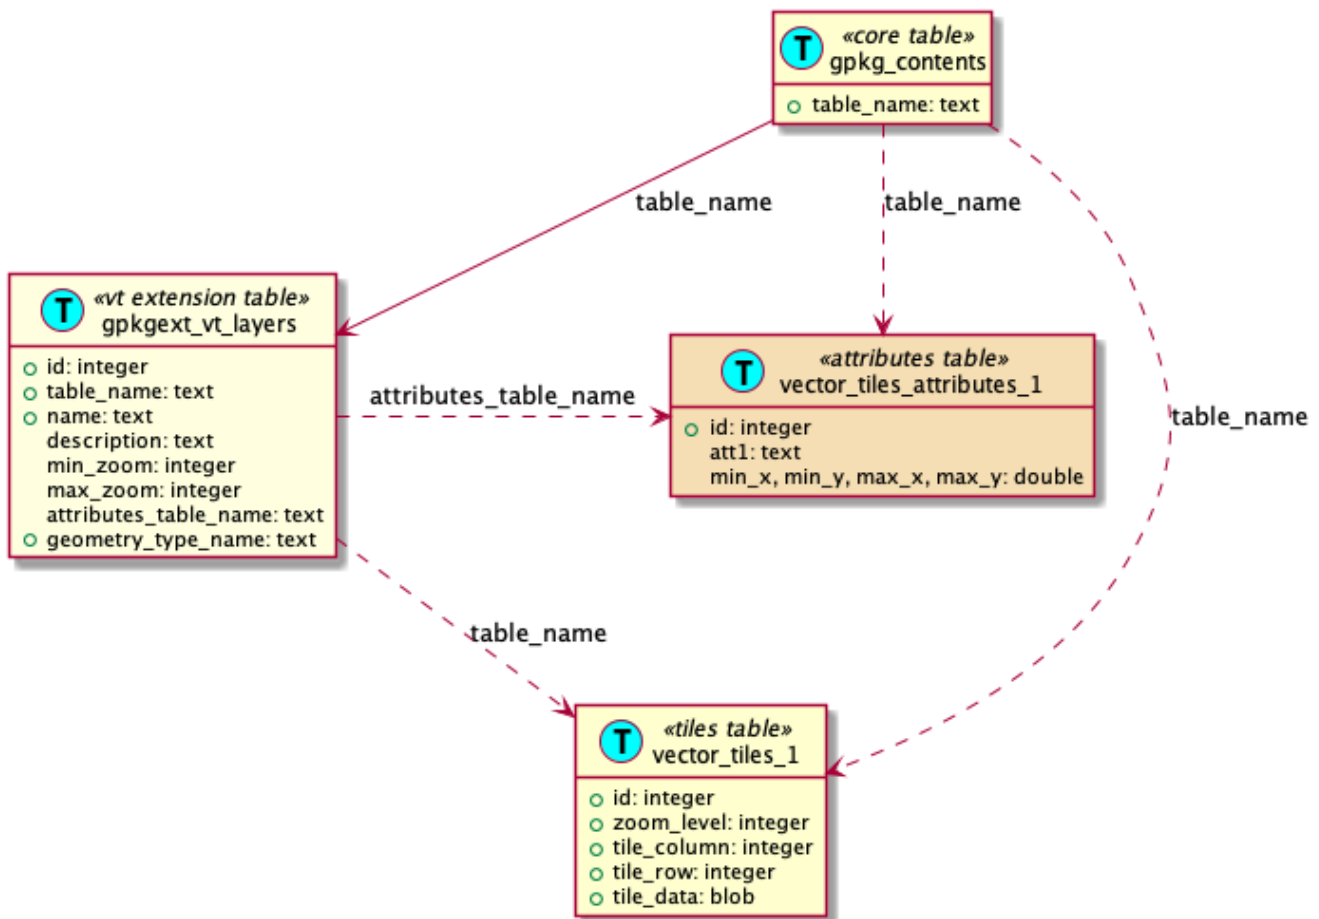 T
«core table»
gpkg_contents
table_name: text
table_name
table_name
table_name
T
«vt extension table»
gpkgext_vt_layers
id: integer
table_name: text
name: text
description: text
min_zoom: integer
max_zoom: integer
attributes_table_name: text
geometry_type_name: text
attributes_table_name
T
«attributes table»
vector_tiles_attributes_1
id: integer
att1: text
min_x, min_y, max_x, max_y: double
table_name
T
«tiles table»
vector_tiles_1
id: integer
zoom_level: integer
tile_column: integer
tile_row: integer
tile_data: blob